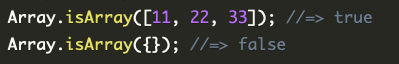 Array.isArray([11, 22, 33]); //=> true
Array.isArray({}); //=> false